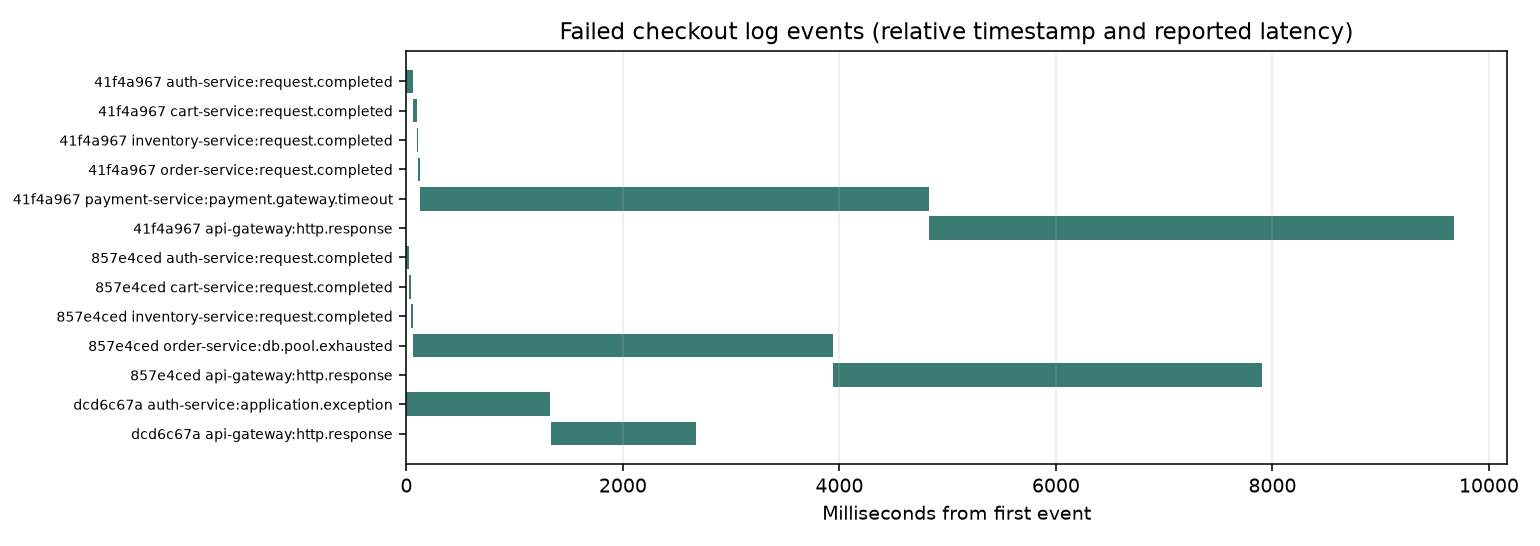 Failed checkout log events (relative timestamp and reported latency)
41f4a967 auth-service:request.completed
41f4a967 cart-service:request.completed
41f4a967 inventory-service:request.completed
41f4a967 order-service:request.completed
41f4a967 payment-service:payment.gateway.timeout
41f4a967 api-gateway:http.response
857e4ced auth-service:request.completed
857e4ced cart-service:request.completed
857e4ced inventory-service:request.completed
857e4ced order-service:db.pool.exhausted
857e4ced api-gateway:http.response
dcd6c67a auth-service:application.exception
dcd6c67a api-gateway:http.response
0 2000 4000 6000 8000 10000
Milliseconds from first event